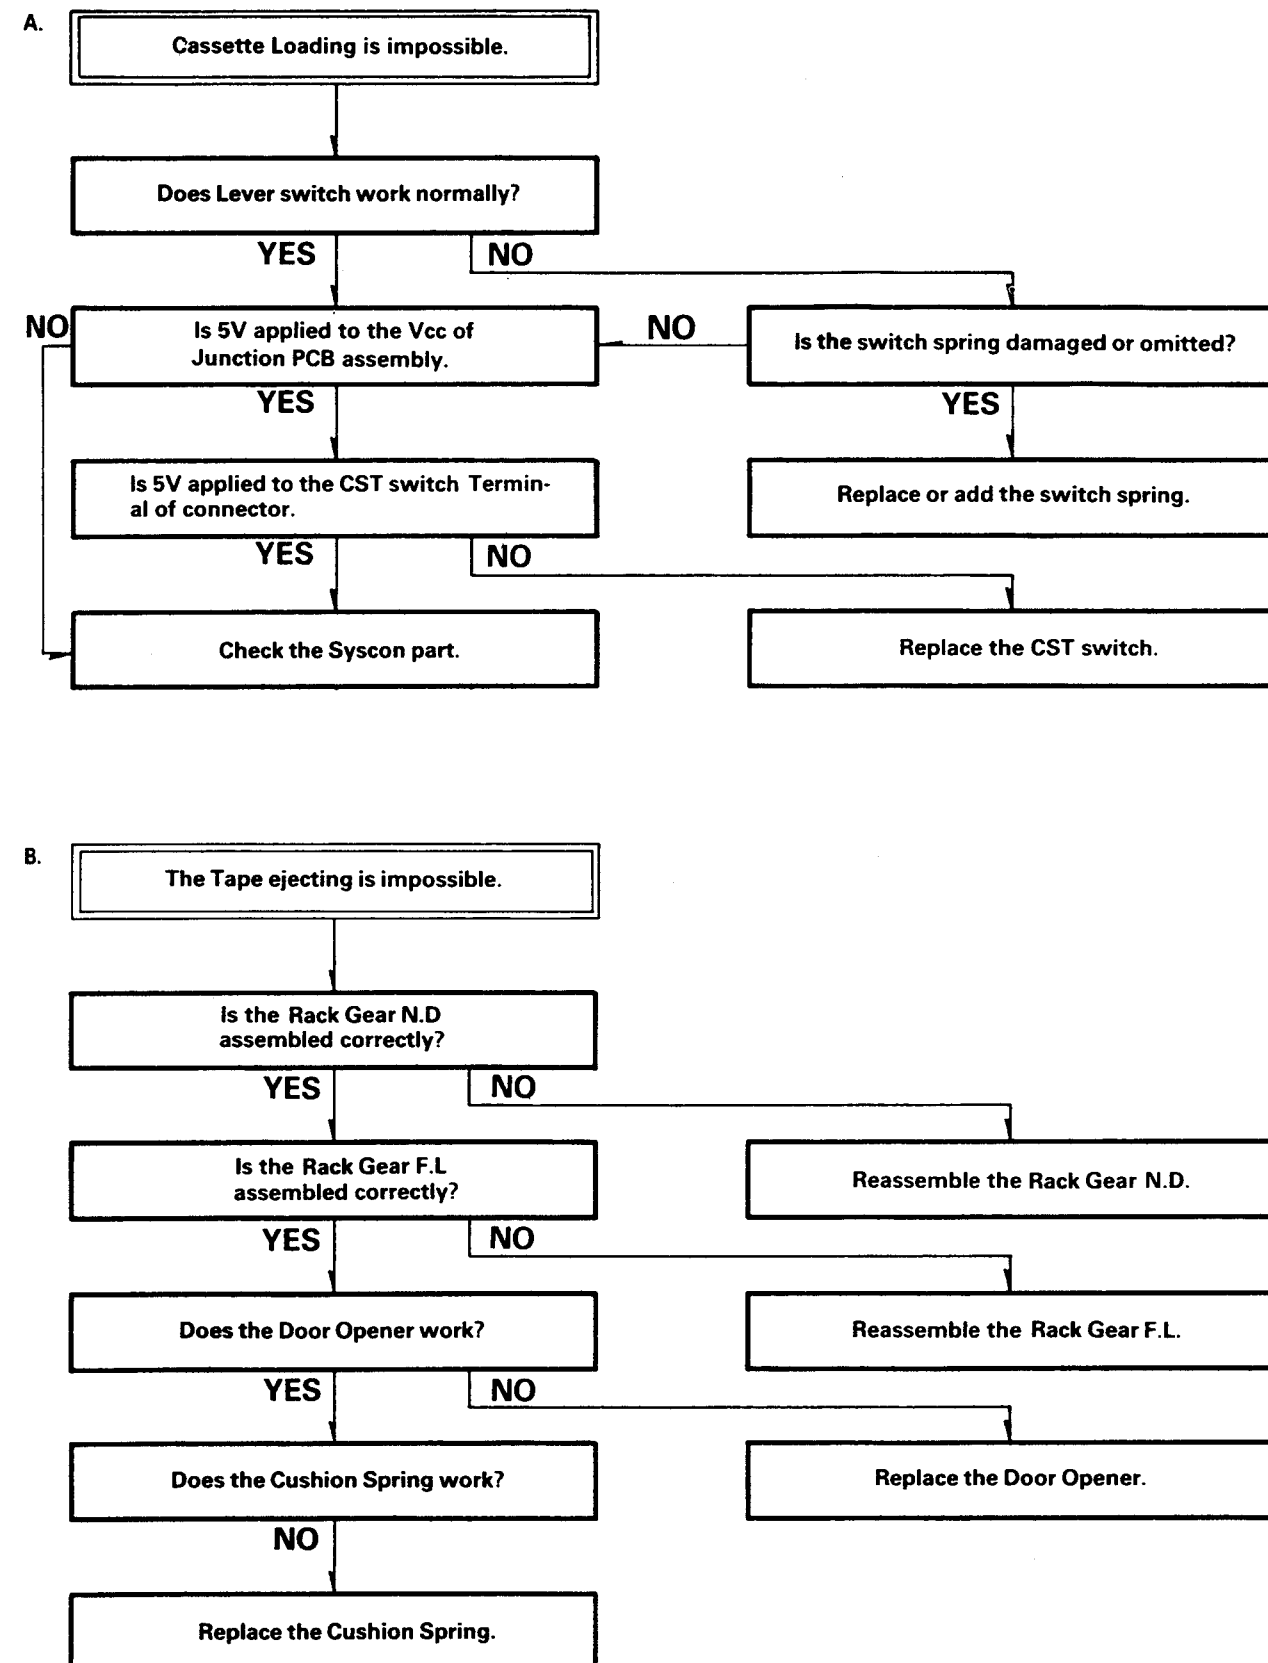 A.
Cassette Loading is impossible.
Does Lever switch work normally?
YES
NO
NO
Is 5V applied to the Vcc of
Junction PCB assembly.
NO
Is the switch spring damaged or omitted?
YES
YES
Is 5V applied to the CST switch Termin-
al of connector.
Replace or add the switch spring.
YES
NO
Check the Syscon part.
Replace the CST switch.
B.
The Tape ejecting is impossible.
Is the Rack Gear N.D
assembled correctly?
YES
NO
Is the Rack Gear F.L
assembled correctly?
Reassemble the Rack Gear N.D.
YES
NO
Does the Door Opener work?
Reassemble the Rack Gear F.L.
YES
NO
Does the Cushion Spring work?
Replace the Door Opener.
NO
Replace the Cushion Spring.